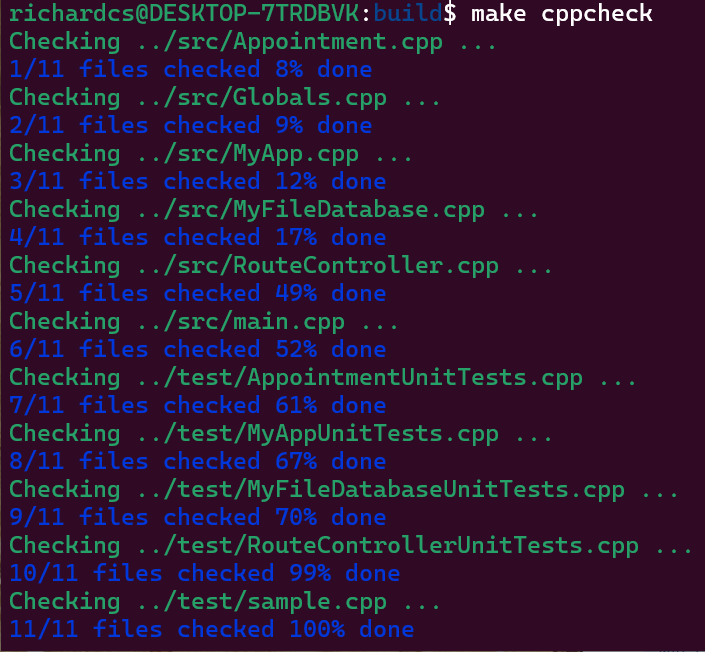 richardcs@DESKTOP-7TRDBVK:build$ make cppcheck
Checking ../src/Appointment.cpp ...
1/11 files checked 8% done
Checking ../src/Globals.cpp ...
2/11 files checked 9% done
Checking ../src/MyApp.cpp ...
3/11 files checked 12% done
Checking ../src/MyFileDatabase.cpp ...
4/11 files checked 17% done
Checking ../src/RouteController.cpp ...
5/11 files checked 49% done
Checking ../src/main.cpp ...
6/11 files checked 52% done
Checking ../test/AppointmentUnitTests.cpp ...
7/11 files checked 61% done
Checking ../test/MyAppUnitTests.cpp ...
8/11 files checked 67% done
Checking ../test/MyFileDatabaseUnitTests.cpp ...
9/11 files checked 70% done
Checking ../test/RouteControllerUnitTests.cpp ...
10/11 files checked 99% done
Checking ../test/sample.cpp ...
11/11 files checked 100% done